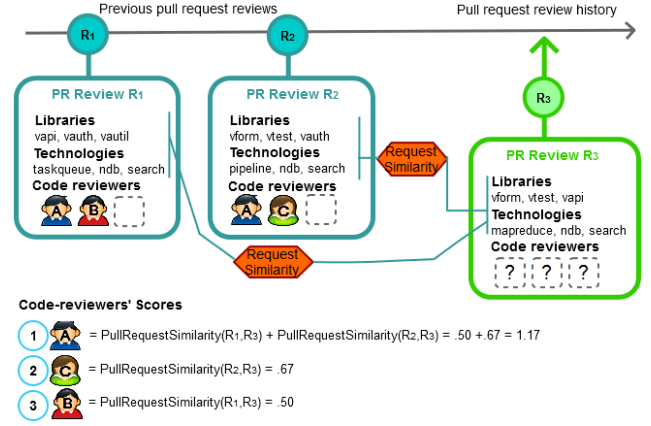 Previous pull request reviews
Pull request review history
R1
R2
R3
PR Review R1
Libraries
vapi, vauth, vautil
Technologies
taskqueue, ndb, search
Code reviewers
A B
PR Review R2
Libraries
vform, vtest, vauth
Technologies
pipeline, ndb, search
Code reviewers
A C
Request
Similarity
Request
Similarity
PR Review R3
Libraries
vform, vtest, vapi
Technologies
mapreduce, ndb, search
Code reviewers
? ? ?
Code-reviewers' Scores
1 A = PullRequestSimilarity(R1,R3) + PullRequestSimilarity(R2,R3) = .50 +.67 = 1.17
2 C = PullRequestSimilarity(R2,R3) = .67
3 B = PullRequestSimilarity(R1,R3) = .50